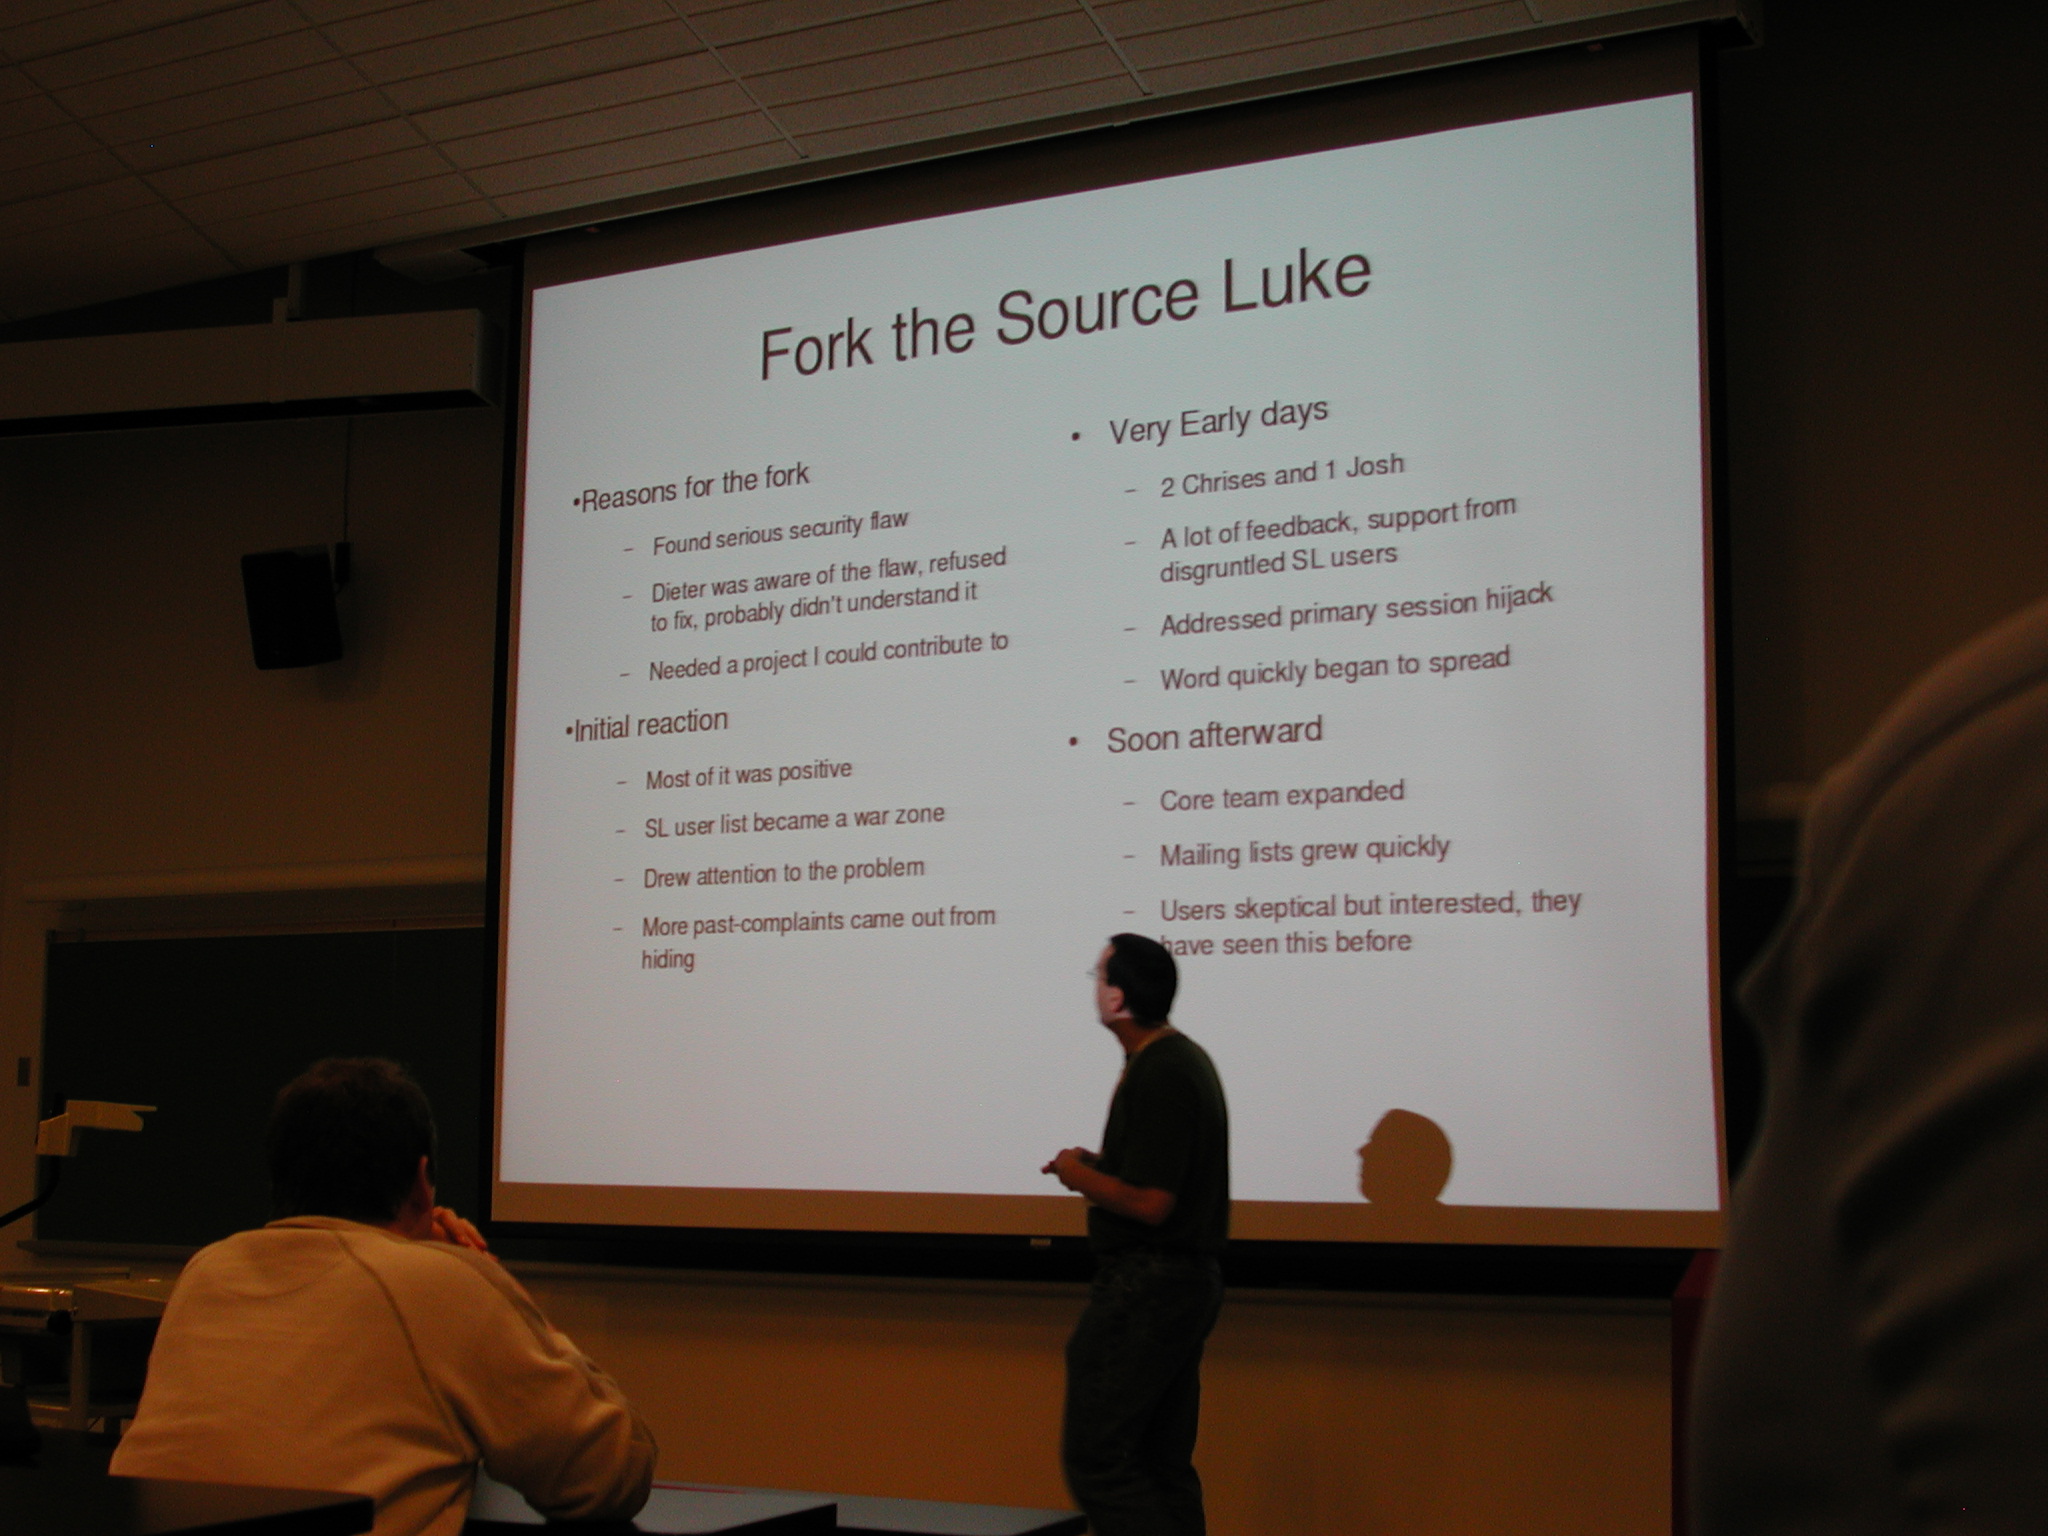 Fork the Source Luke
•Reasons for the fork
– Found serious security flaw
– Dieter was aware of the flaw, refused
to fix, probably didn't understand it
– Needed a project I could contribute to
•Initial reaction
– Most of it was positive
– SL user list became a war zone
– Drew attention to the problem
– More past-complaints came out from
hiding
• Very Early days
– 2 Chrises and 1 Josh
– A lot of feedback, support from
disgruntled SL users
– Addressed primary session hijack
– Word quickly began to spread
• Soon afterward
– Core team expanded
– Mailing lists grew quickly
– Users skeptical but interested, they
have seen this before